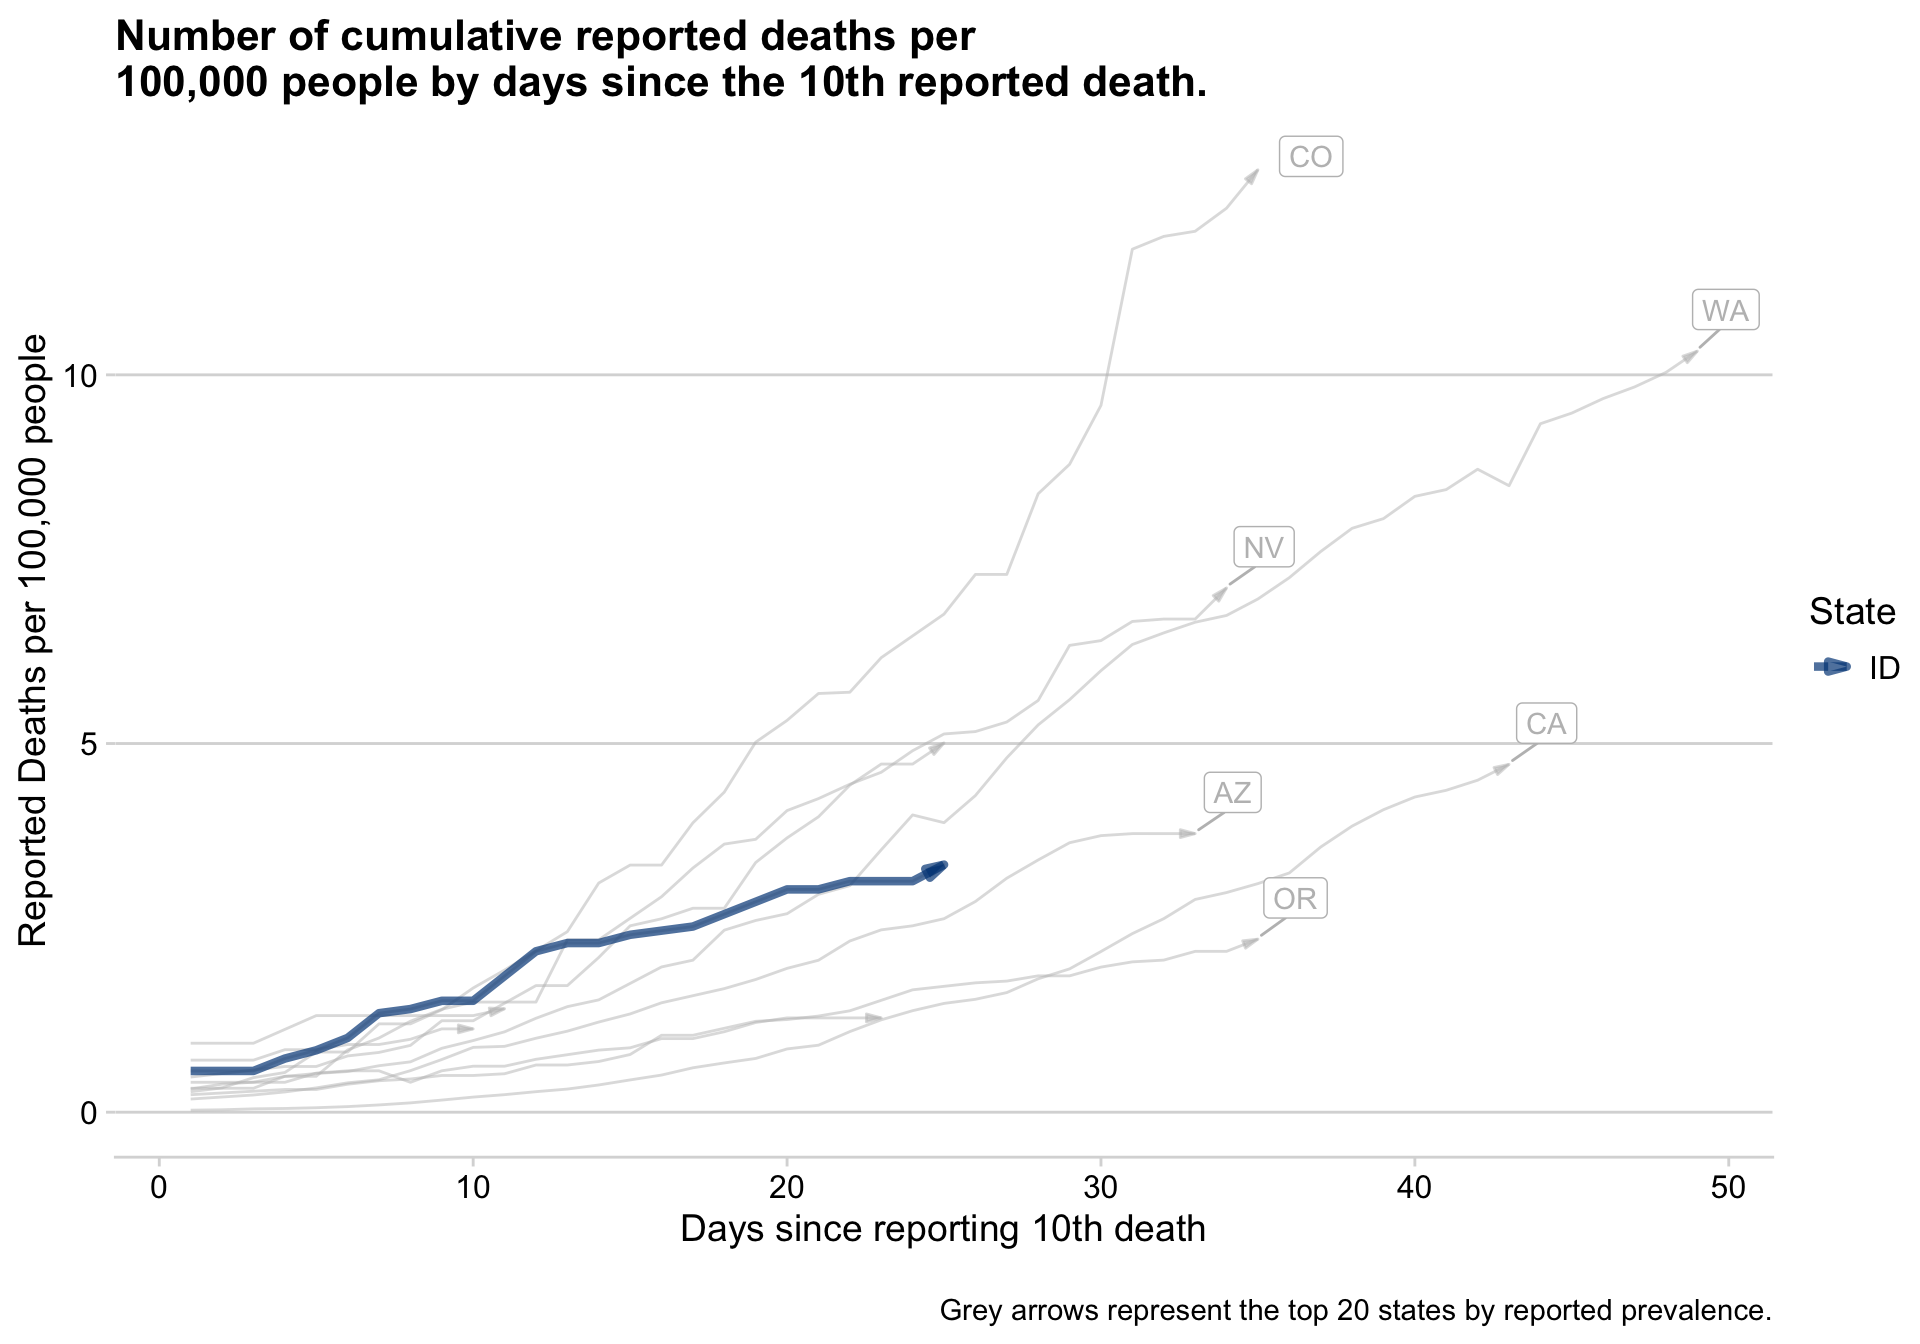 Number of cumulative reported deaths per
100,000 people by days since the 10th reported death.
CO
WA
10
NV
State
ID
CA
5
AZ
OR
0
Reported Deaths per 100,000 people
0 10 20 30 40 50
Days since reporting 10th death
Grey arrows represent the top 20 states by reported prevalence.